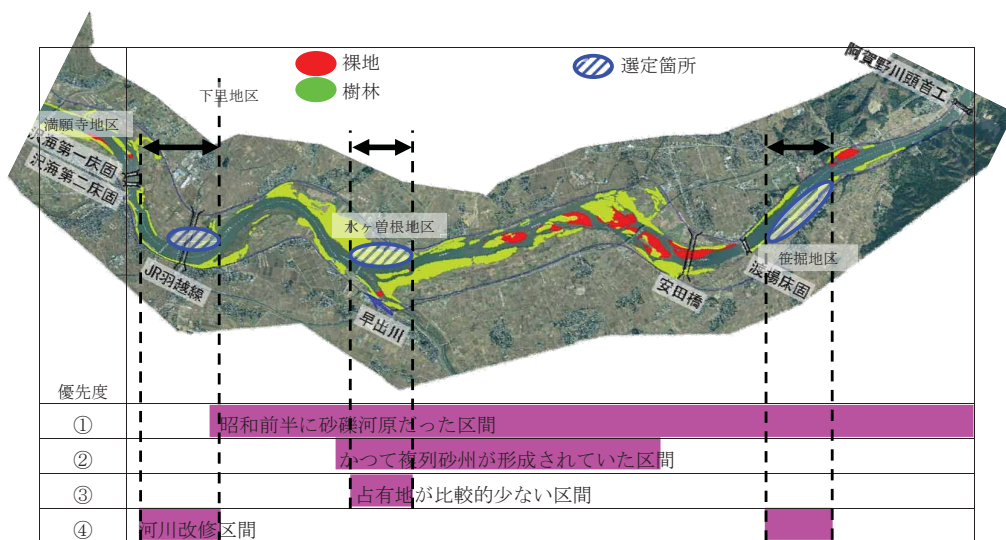 裸地
樹林
選定箇所
阿賀野川頭首工
下里地区
満願寺地区
沢海第一床固
沢海第二床固
水ヶ曽根地区
笹堀地区
JR羽越線
早出川
安田橋
渡場床固
優先度
① 昭和前半に砂礫河原だった区間
② かつて複列砂州が形成されていた区間
③ 占有地が比較的少ない区間
④ 河川改修区間